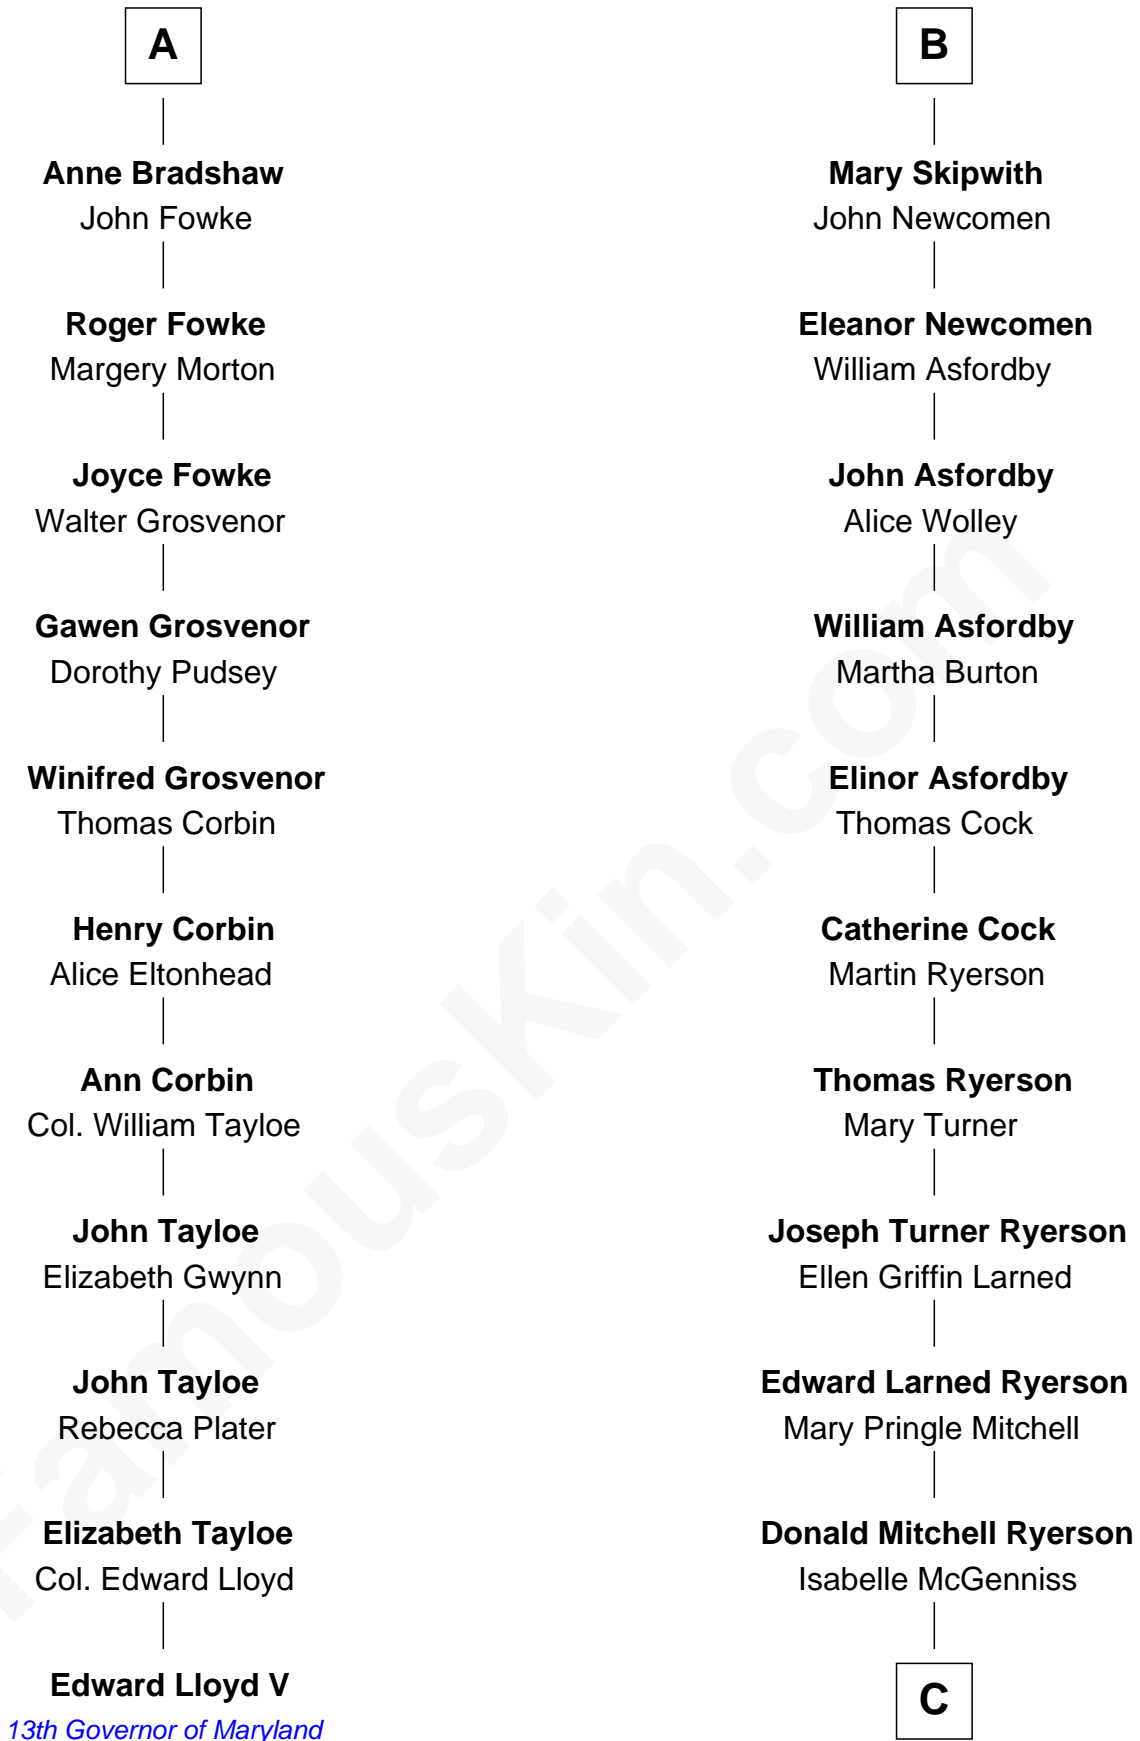 A
Anne Bradshaw
John Fowke
Roger Fowke
Margery Morton
Joyce Fowke
Walter Grosvenor
Gawen Grosvenor
Dorothy Pudsey
Winifred Grosvenor
Thomas Corbin
Henry Corbin
Alice Eltonhead
Ann Corbin
Col. William Tayloe
John Tayloe
Elizabeth Gwynn
John Tayloe
Rebecca Plater
Elizabeth Tayloe
Col. Edward Lloyd
Edward Lloyd V
13th Governor of Maryland
B
Mary Skipwith
John Newcomen
Eleanor Newcomen
William Asfordby
John Asfordby
Alice Wolley
William Asfordby
Martha Burton
Elinor Asfordby
Thomas Cock
Catherine Cock
Martin Ryerson
Thomas Ryerson
Mary Turner
Joseph Turner Ryerson
Ellen Griffin Larned
Edward Larned Ryerson
Mary Pringle Mitchell
Donald Mitchell Ryerson
Isabelle McGenniss
C
FamousKin.com